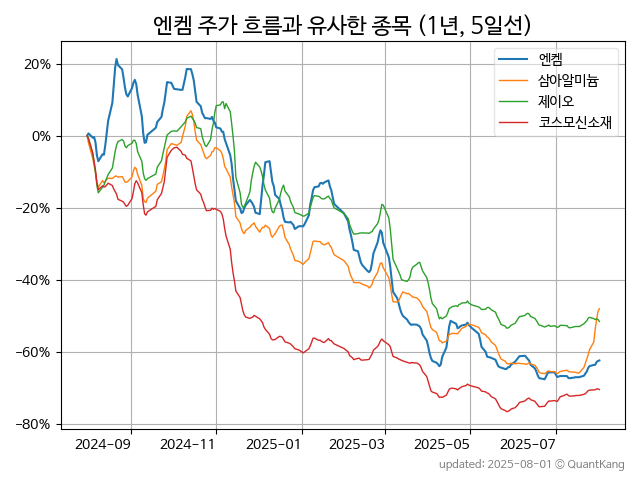 엔켐 주가 흐름과 유사한 종목 (1년, 5일선)
엔켐
삼아알미늄
제이오
코스모신소재
20%
0%
−20%
−40%
−60%
−80%
2024-09
2024-11
2025-01
2025-03
2025-05
2025-07
updated: 2025-08-01 © QuantKang